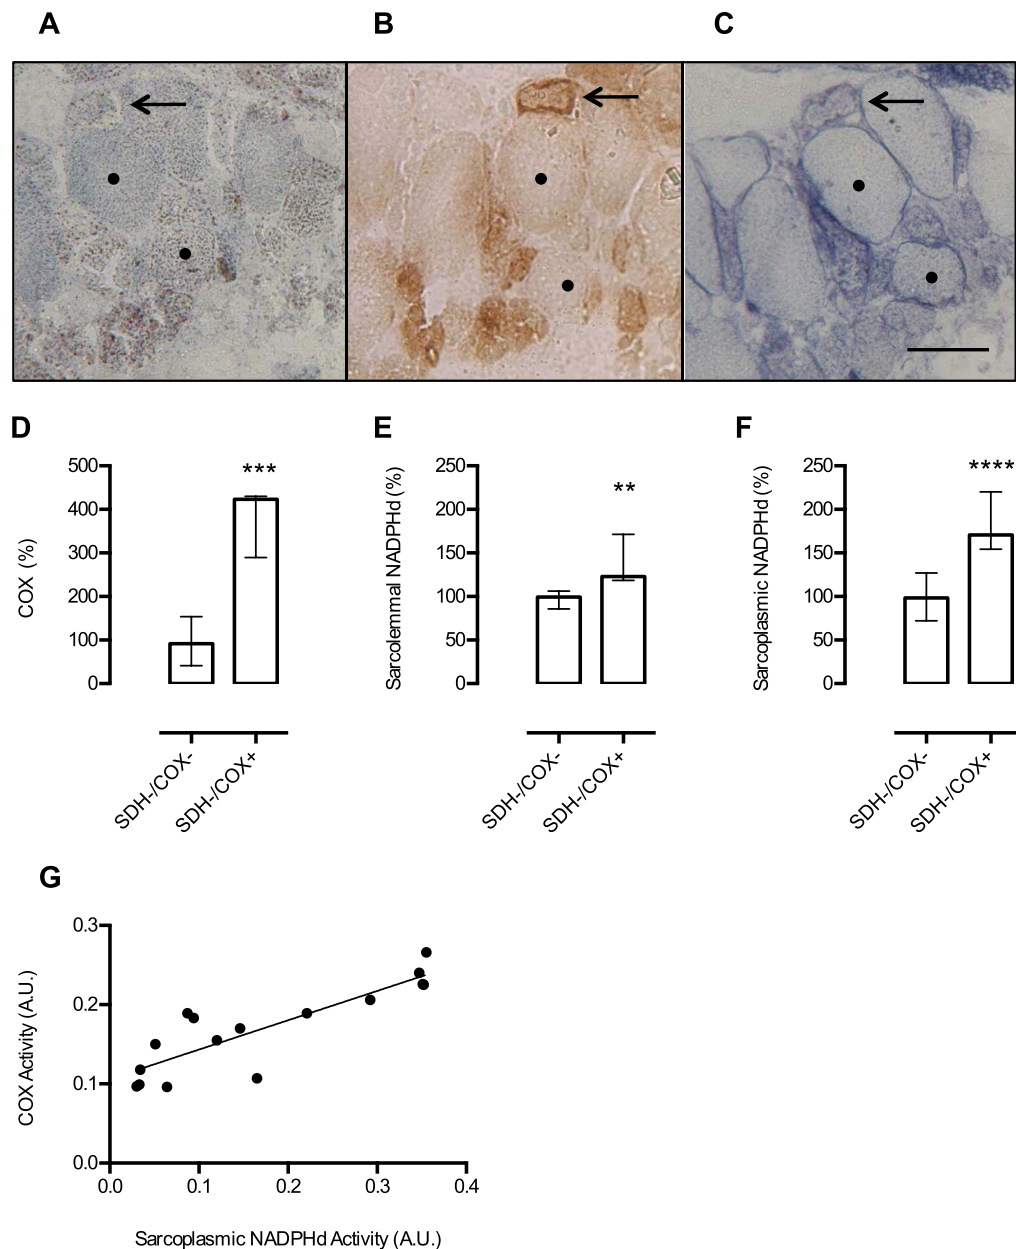 A B C
D E F
500
400
300
200
100
0
COX (%)
***
SDH-/COX-
SDH-/COX+
250
200
150
100
50
0
Sarcolemmal NADPHd (%)
**
SDH-/COX-
SDH-/COX+
250
200
150
100
50
0
Sarcoplasmic NADPHd (%)
****
SDH-/COX-
SDH-/COX+
G
0.3
0.2
0.1
0.0
COX Activity (A.U.)
0.0 0.1 0.2 0.3 0.4
Sarcoplasmic NADPHd Activity (A.U.)